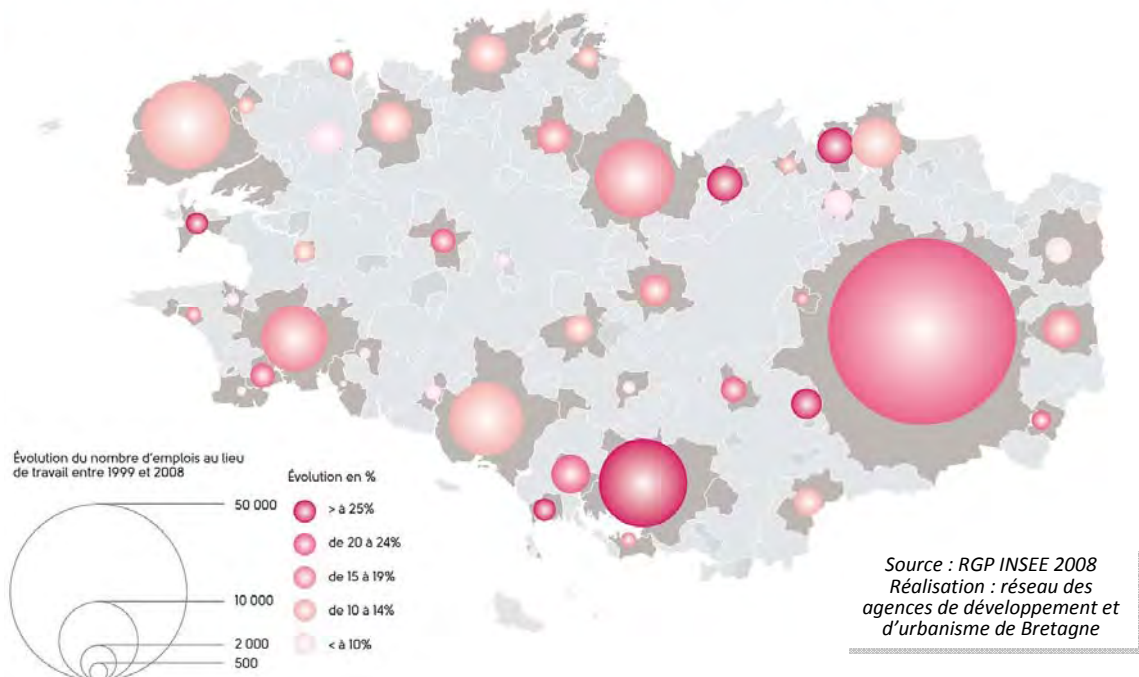 Évolution du nombre d'emplois au lieu
de travail entre 1999 et 2008
50 000
10 000
2 000
500
Évolution en %
> à 25%
de 20 à 24%
de 15 à 19%
de 10 à 14%
< à 10%
Source : RGP INSEE 2008
Réalisation : réseau des
agences de développement et
d'urbanisme de Bretagne